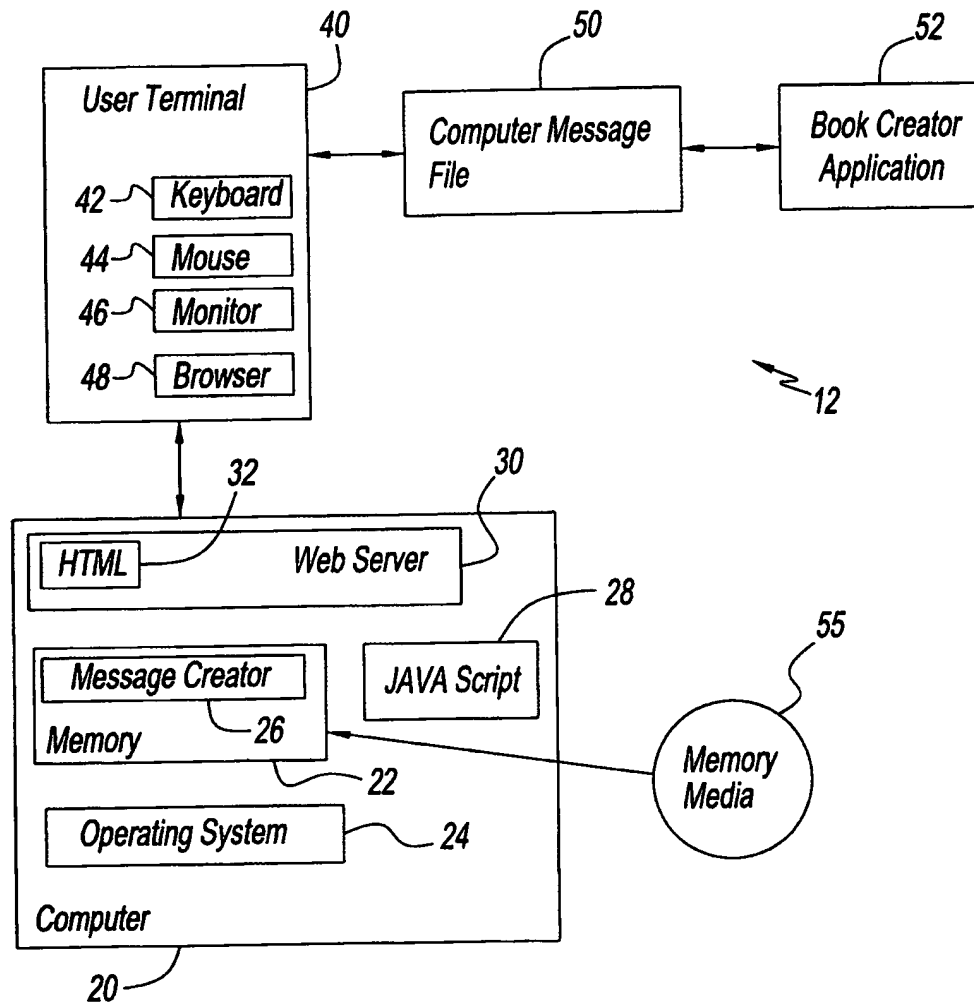 40
50
52
User Terminal
Computer Message
File
Book Creator
Application
42
Keyboard
44
Mouse
46
Monitor
48
Browser
12
32
30
HTML
Web Server
28
Message Creator
JAVA Script
26
Memory
22
55
Memory
Media
Operating System
24
Computer
20